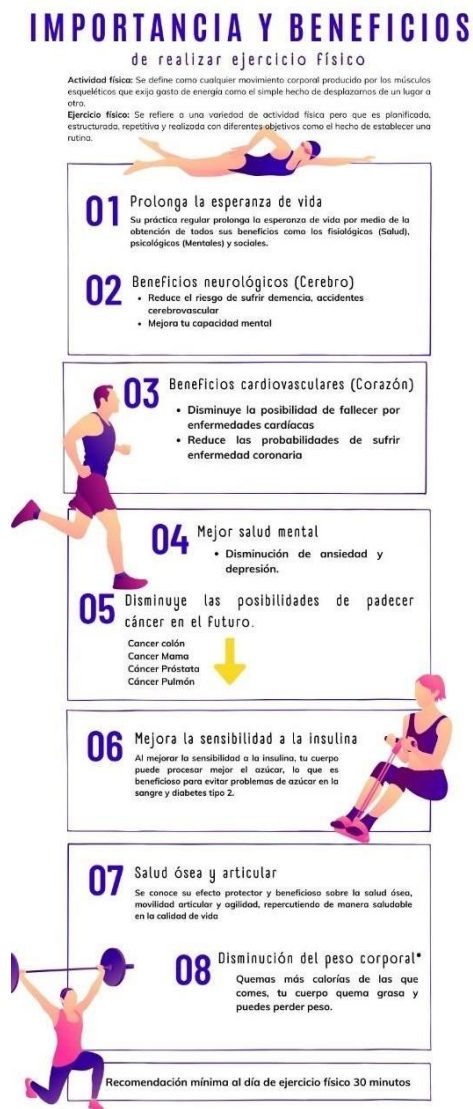 IMPORTANCIA Y BENEFICIOS
de realizar ejercicio físico
Actividad física: Se define como cualquier movimiento corporal producido por los músculos
esqueléticos que exija gasto de energía como el simple hecho de desplazarnos de un lugar a
otro.
Ejercicio físico: Se refiere a una variedad de actividad física pero que es planificada,
estructurada, repetitiva y realizada con diferentes objetivos como el hecho de establecer una
rutina.
01 Prolonga la esperanza de vida
Su práctica regular prolonga la esperanza de vida por medio de la
obtención de todos sus beneficios como los fisiológicos (Salud),
psicológicos (Mentales) y sociales.
02 Beneficios neurológicos (Cerebro)
• Reduce el riesgo de sufrir demencia, accidentes
cerebrovascular
• Mejora tu capacidad mental
03 Beneficios cardiovasculares (Corazón)
• Disminuye la posibilidad de fallecer por
enfermedades cardíacas
• Reduce las probabilidades de sufrir
enfermedad coronaria
04 Mejor salud mental
• Disminución de ansiedad y
depresión.
05 Disminuye las posibilidades de padecer
cáncer en el futuro.
Cancer colón
Cancer Mama
Cáncer Próstata
Cáncer Pulmón
06 Mejora la sensibilidad a la insulina
Al mejorar la sensibilidad a la insulina, tu cuerpo
puede procesar mejor el azúcar, lo que es
beneficioso para evitar problemas de azúcar en la
sangre y diabetes tipo 2.
07 Salud ósea y articular
Se conoce su efecto protector y beneficioso sobre la salud ósea,
movilidad articular y agilidad, repercutiendo de manera saludable
en la calidad de vida
08 Disminución del peso corporal*
Quemas más calorías de las que
comes, tu cuerpo quema grasa y
puedes perder peso.
Recomendación mínima al día de ejercicio físico 30 minutos